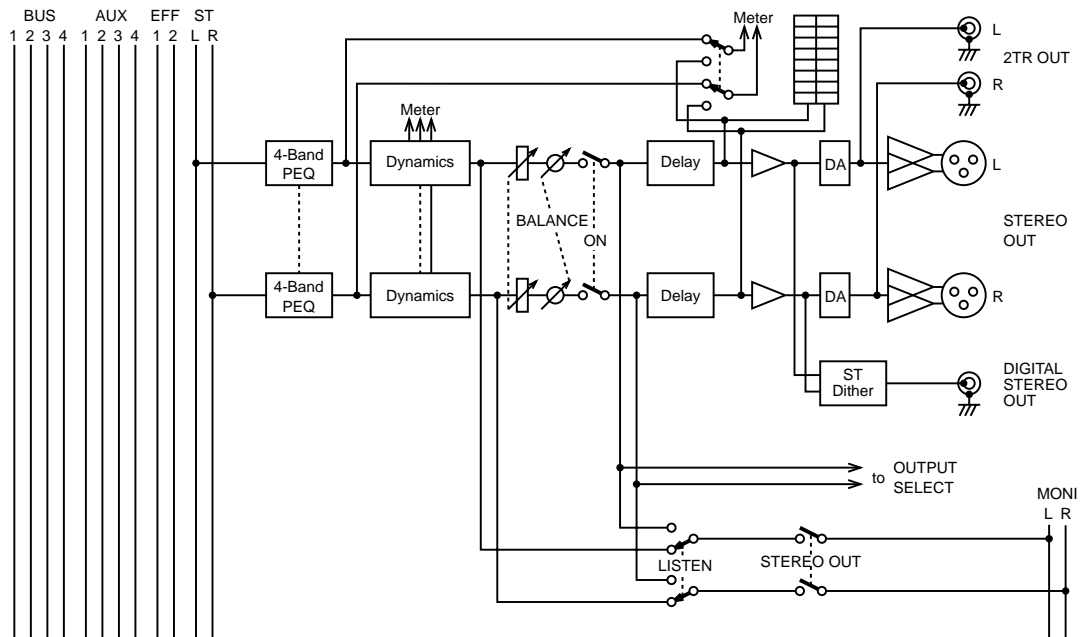 BUS AUX EFF ST
1 2 3 4 1 2 3 4 1 2 L R
Meter
L
2TR OUT
R
Meter
4-Band
PEQ
Dynamics
Delay
DA
L
BALANCE
ON
STEREO
OUT
4-Band
PEQ
Dynamics
Delay
DA
R
ST
Dither
DIGITAL
STEREO
OUT
to OUTPUT
SELECT
MONI
L R
LISTEN
STEREO OUT